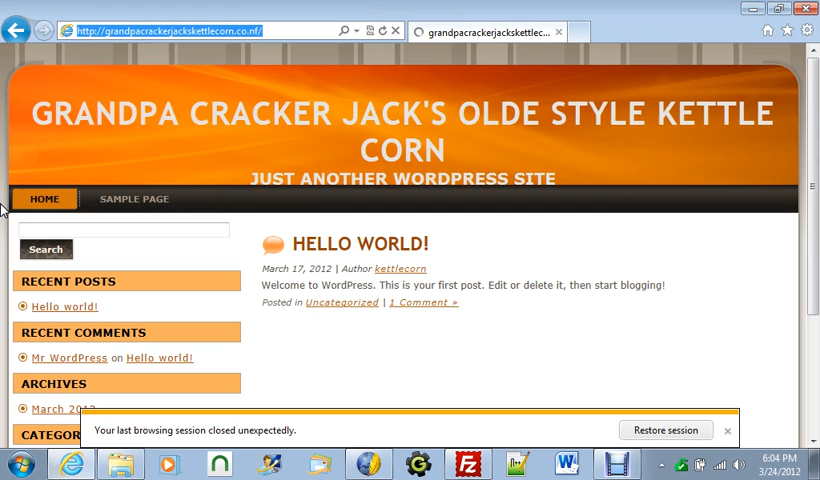 http://grandpacrackerjackskettlecorn.co.nf/
grandpacrackerjackskettlec...
GRANDPA CRACKER JACK'S OLDE STYLE KETTLE
CORN
JUST ANOTHER WORDPRESS SITE
HOME
SAMPLE PAGE
Search
HELLO WORLD!
March 17, 2012 | Author kettlecorn
Welcome to WordPress. This is your first post. Edit or delete it, then start blogging!
Posted in Uncategorized | 1 Comment »
RECENT POSTS
Hello world!
RECENT COMMENTS
Mr WordPress on Hello world!
ARCHIVES
March 2012
CATEGOR
Your last browsing session closed unexpectedly.
Restore session
6:04 PM
3/24/2012